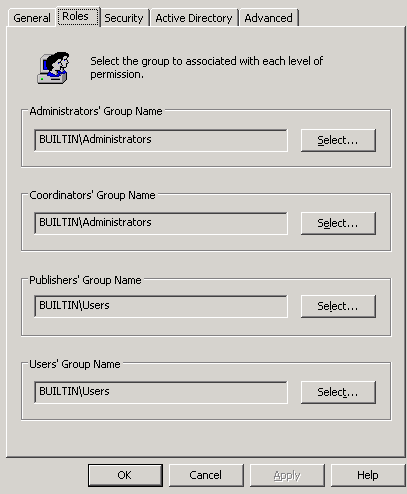 General Roles Security Active Directory Advanced
Select the group to associated with each level of
permission.
Administrators' Group Name
BUILTIN\Administrators Select...
Coordinators' Group Name
BUILTIN\Administrators Select...
Publishers' Group Name
BUILTIN\Users Select...
Users' Group Name
BUILTIN\Users Select...
OK Cancel Apply Help